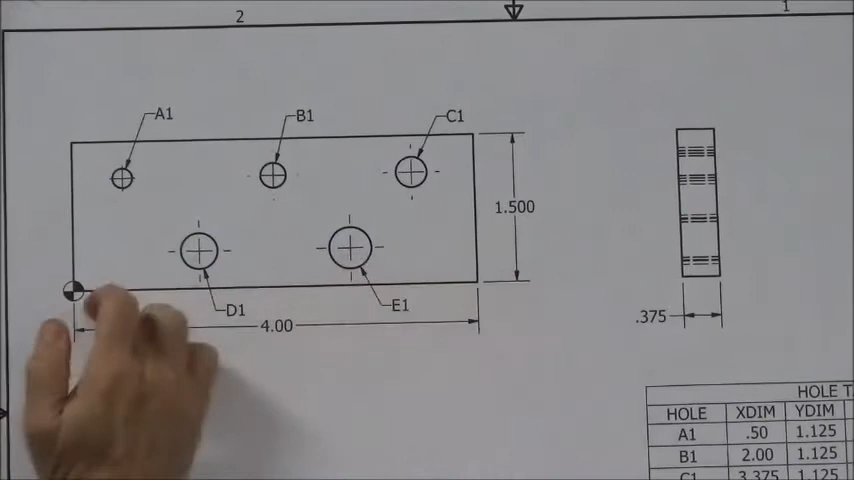 2
1
A1
B1
C1
1.500
D1
E1
4.00
.375
HOLE T
HOLE XDIM YDIM
A1 .50 1.125
B1 2.00 1.125
C1 3.375 1.125